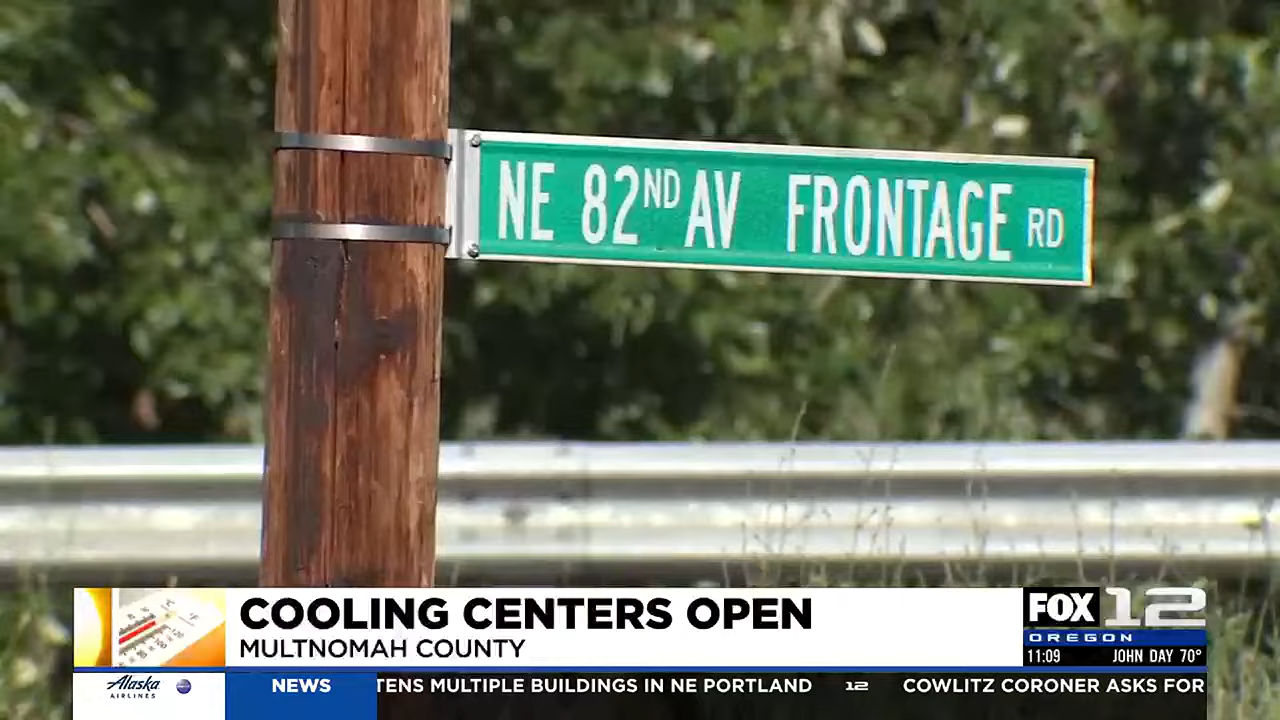 NE 82ND AV FRONTAGE RD
COOLING CENTERS OPEN
MULTNOMAH COUNTY
FOX 12
OREGON
11:09 JOHN DAY 70°
Alaska
AIRLINES
NEWS
TENS MULTIPLE BUILDINGS IN NE PORTLAND 12 COWLITZ CORONER ASKS FOR